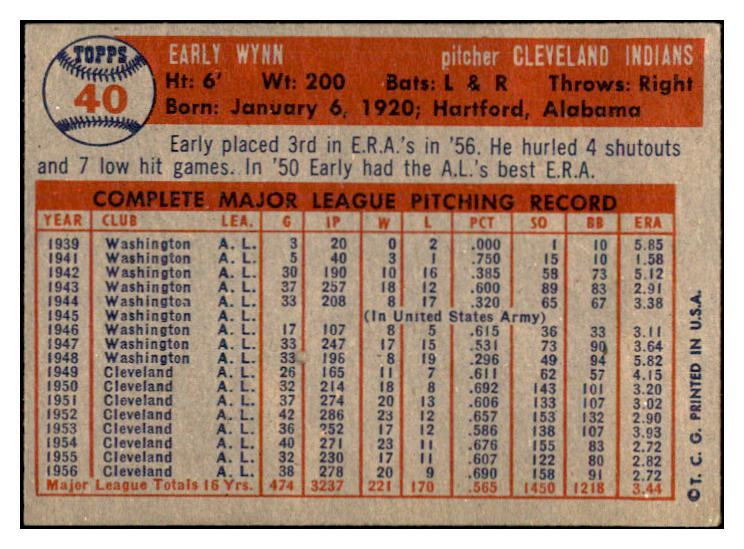 TOPPS
40
EARLY WYNN pitcher CLEVELAND INDIANS
Ht: 6' Wt: 200 Bats: L & R Throws: Right
Born: January 6, 1920; Hartford, Alabama
Early placed 3rd in E.R.A.'s in '56. He hurled 4 shutouts
and 7 low hit games. In '50 Early had the A.L.'s best E.R.A.
COMPLETE MAJOR LEAGUE PITCHING RECORD
YEAR CLUB LEA. G IP W L PCT SO BB ERA
1939 Washington A. L. 3 20 0 2 .000 1 10 5.85
1941 Washington A. L. 5 40 3 1 .750 15 10 1.58
1942 Washington A. L. 30 190 10 16 .385 58 73 5.12
1943 Washington A. L. 37 257 18 12 .600 89 83 2.91
1944 Washington A. L. 33 208 8 17 .320 65 67 3.38
1945 Washington A. L. (In United States Army)
1946 Washington A. L. 17 107 8 5 .615 36 33 3.11
1947 Washington A. L. 33 247 17 15 .531 73 90 3.64
1948 Washington A. L. 33 196 8 19 .296 49 94 5.82
1949 Cleveland A. L. 26 165 11 7 .611 62 57 4.15
1950 Cleveland A. L. 32 214 18 8 .692 143 101 3.20
1951 Cleveland A. L. 37 274 20 13 .606 133 107 3.02
1952 Cleveland A. L. 42 286 23 12 .657 153 132 2.90
1953 Cleveland A. L. 36 252 17 12 .586 138 107 3.93
1954 Cleveland A. L. 40 271 23 11 .676 155 83 2.72
1955 Cleveland A. L. 32 230 17 11 .607 122 80 2.82
1956 Cleveland A. L. 38 278 20 9 .690 158 91 2.72
Major League Totals 16 Yrs. 474 3237 221 170 .565 1450 1218 3.44
© T. C. G. PRINTED IN U.S.A.